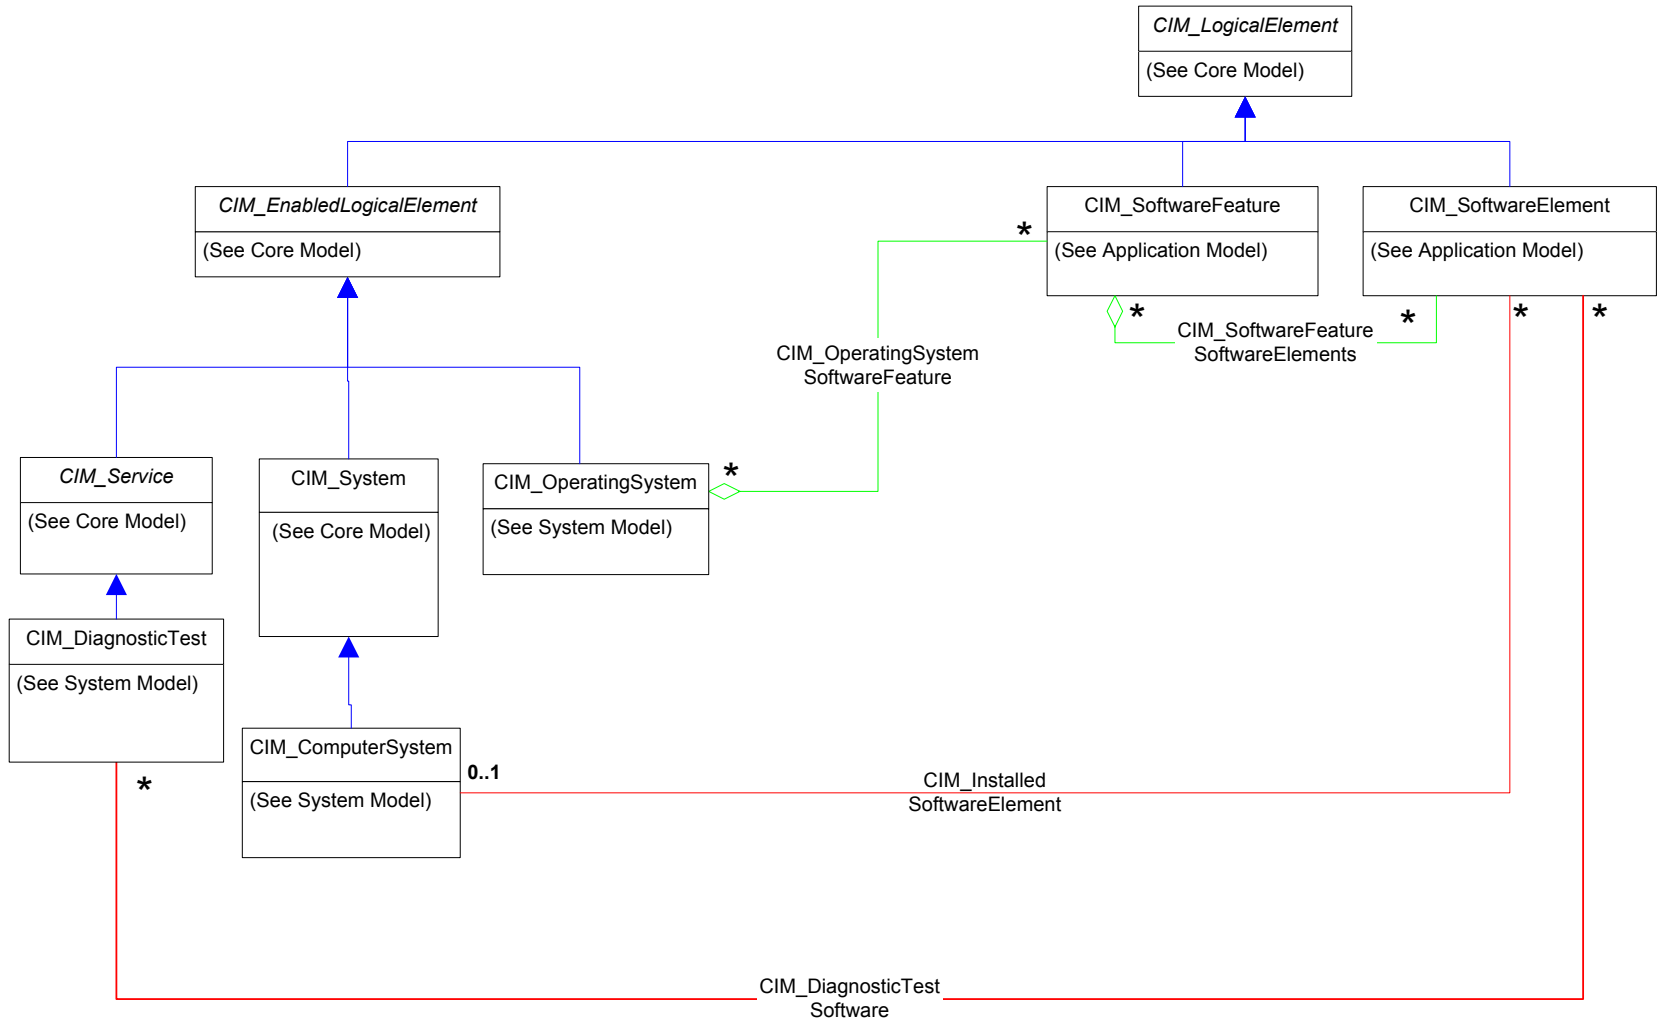 CIM_LogicalElement
(See Core Model)
CIM_EnabledLogicalElement
(See Core Model)
CIM_SoftwareFeature
(See Application Model)
CIM_SoftwareElement
(See Application Model)
*
*
*
*
*
CIM_SoftwareFeature
SoftwareElements
CIM_OperatingSystem
SoftwareFeature
CIM_Service
(See Core Model)
CIM_System
(See Core Model)
CIM_OperatingSystem
(See System Model)
*
CIM_DiagnosticTest
(See System Model)
*
CIM_ComputerSystem
(See System Model)
0..1
CIM_Installed
SoftwareElement
CIM_DiagnosticTest
Software